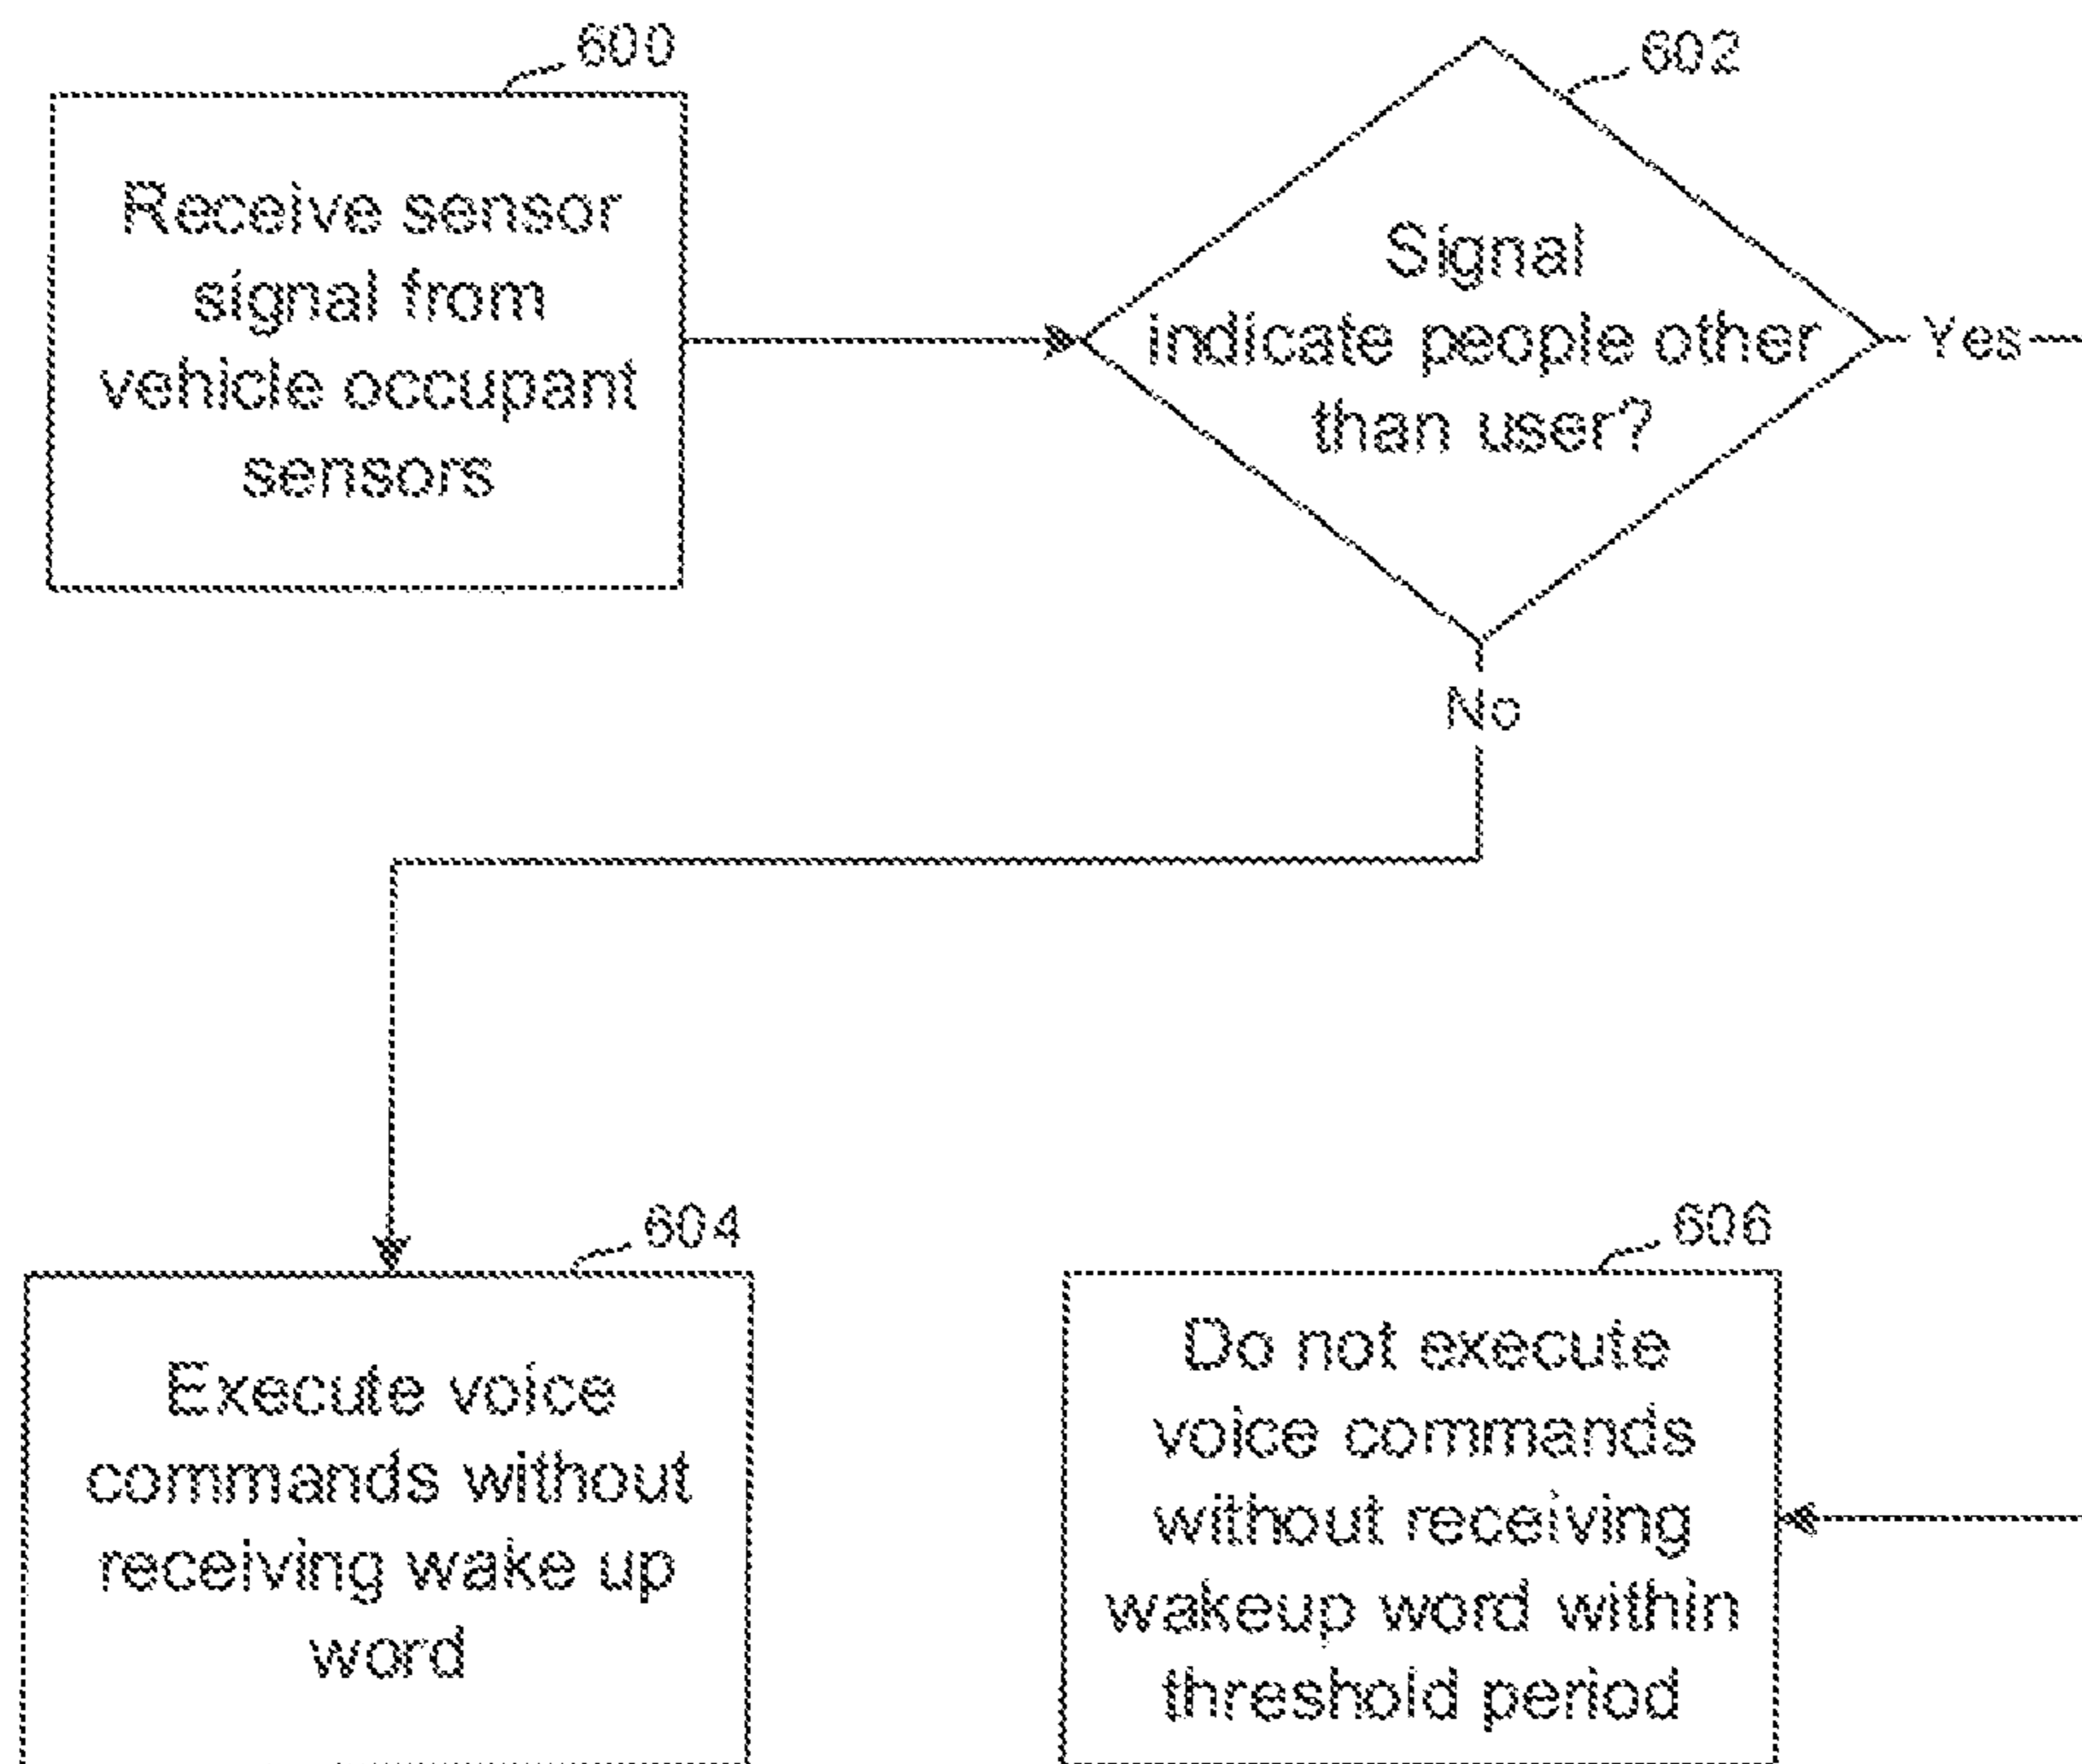 600
Receive sensor
signal from
vehicle occupant
sensors
602
Signal
indicate people other
than user?
Yes
No
604
Execute voice
commands without
receiving wake up
word
606
Do not execute
voice commands
without receiving
wakeup word within
threshold period